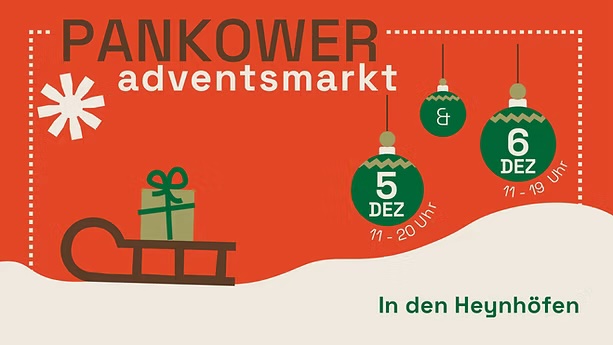 PANKOWER
adventsmarkt
5
DEZ
11 - 20 Uhr
&
6
DEZ
11 - 19 Uhr
In den Heynhöfen